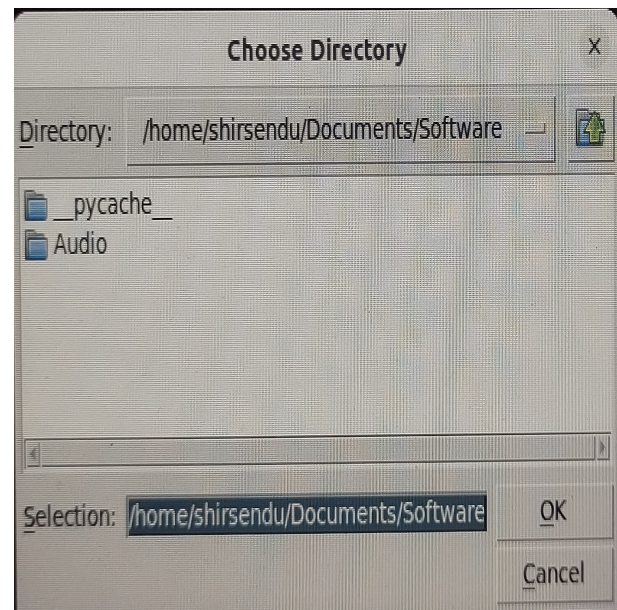 Choose Directory X
Directory: /home/shirsendu/Documents/Software
__pycache__
Audio
Selection: /home/shirsendu/Documents/Software OK
Cancel